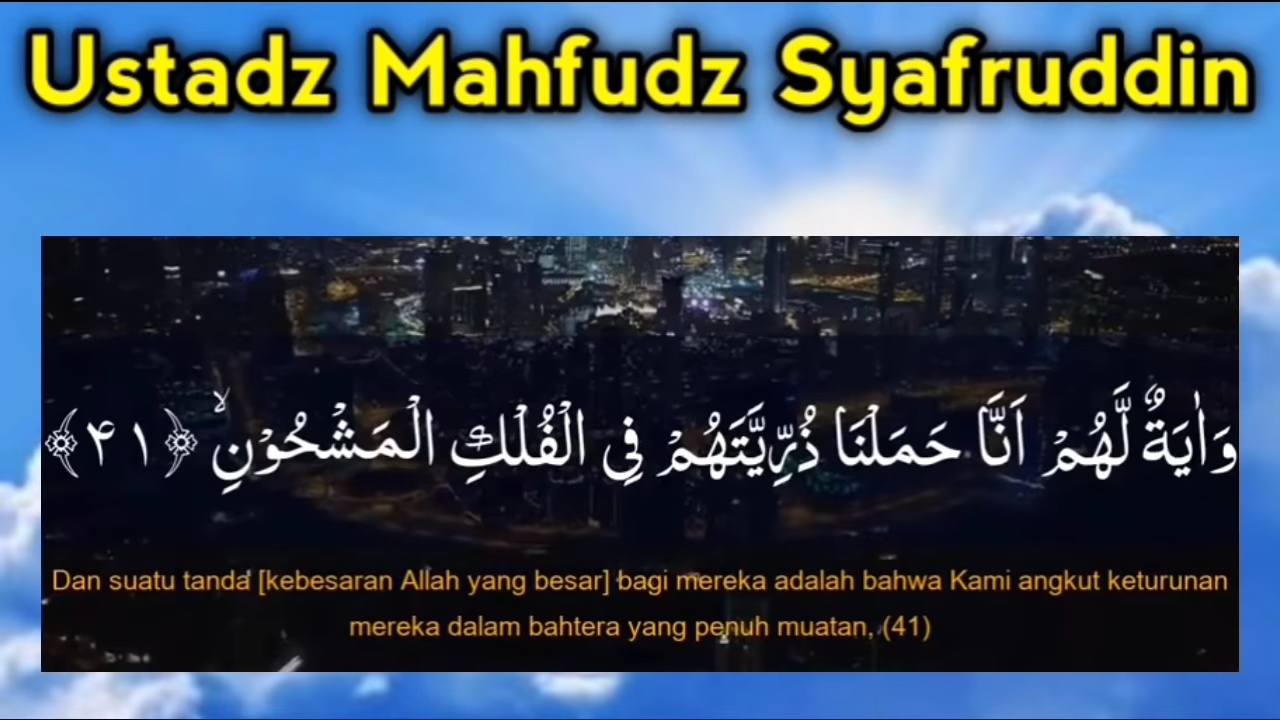 Ustadz Mahfudz Syafruddin
وَاٰيَةٌ لَّهُمْ اَنَّا حَمَلْنَا ذُرِّيَّتَهُمْ فِى الْفُلْكِ الْمَشْحُوْنِۙ ﴿۴۱﴾
Dan suatu tanda [kebesaran Allah yang besar] bagi mereka adalah bahwa Kami angkut keturunan
mereka dalam bahtera yang penuh muatan, (41)